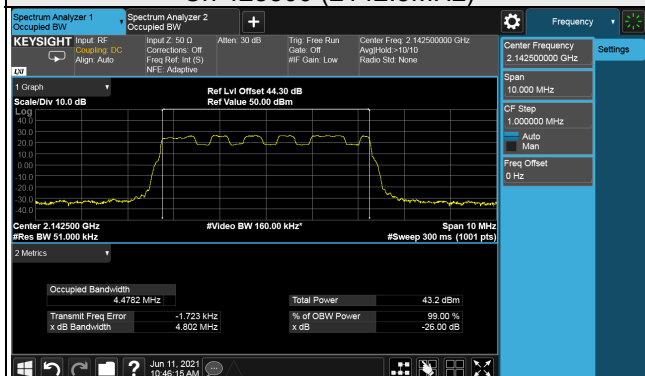 Spectrum Analyzer 1
Occupied BW
Spectrum Analyzer 2
Occupied BW
+
Frequency
KEYSIGHT
Input: RF
Coupling: DC
Align: Auto
Input Z: 50 Ω
Corrections: Off
Freq Ref: Int (S)
NFE: Adaptive
Atten: 30 dB
Trig: Free Run
Gate: Off
#IF Gain: Low
Center Freq: 2.142500000 GHz
Avg|Hold:>10/10
Radio Std: None
LXI
Center Frequency
2.142500000 GHz
Settings
Span
10.000 MHz
CF Step
1.000000 MHz
Auto
Man
Freq Offset
0 Hz
1 Graph
Scale/Div 10.0 dB
Ref Lvl Offset 44.30 dB
Ref Value 50.00 dBm
Log
40.0
30.0
20.0
10.0
0.00
-10.0
-20.0
-30.0
-40.0
Center 2.142500 GHz
#Res BW 51.000 kHz
#Video BW 160.00 kHz*
Span 10 MHz
#Sweep 300 ms (1001 pts)
2 Metrics
Occupied Bandwidth
4.4782 MHz
Total Power 43.2 dBm
Transmit Freq Error -1.723 kHz
% of OBW Power 99.00 %
x dB Bandwidth 4.802 MHz
x dB -26.00 dB
?
Jun 11, 2021
10:46:15 AM